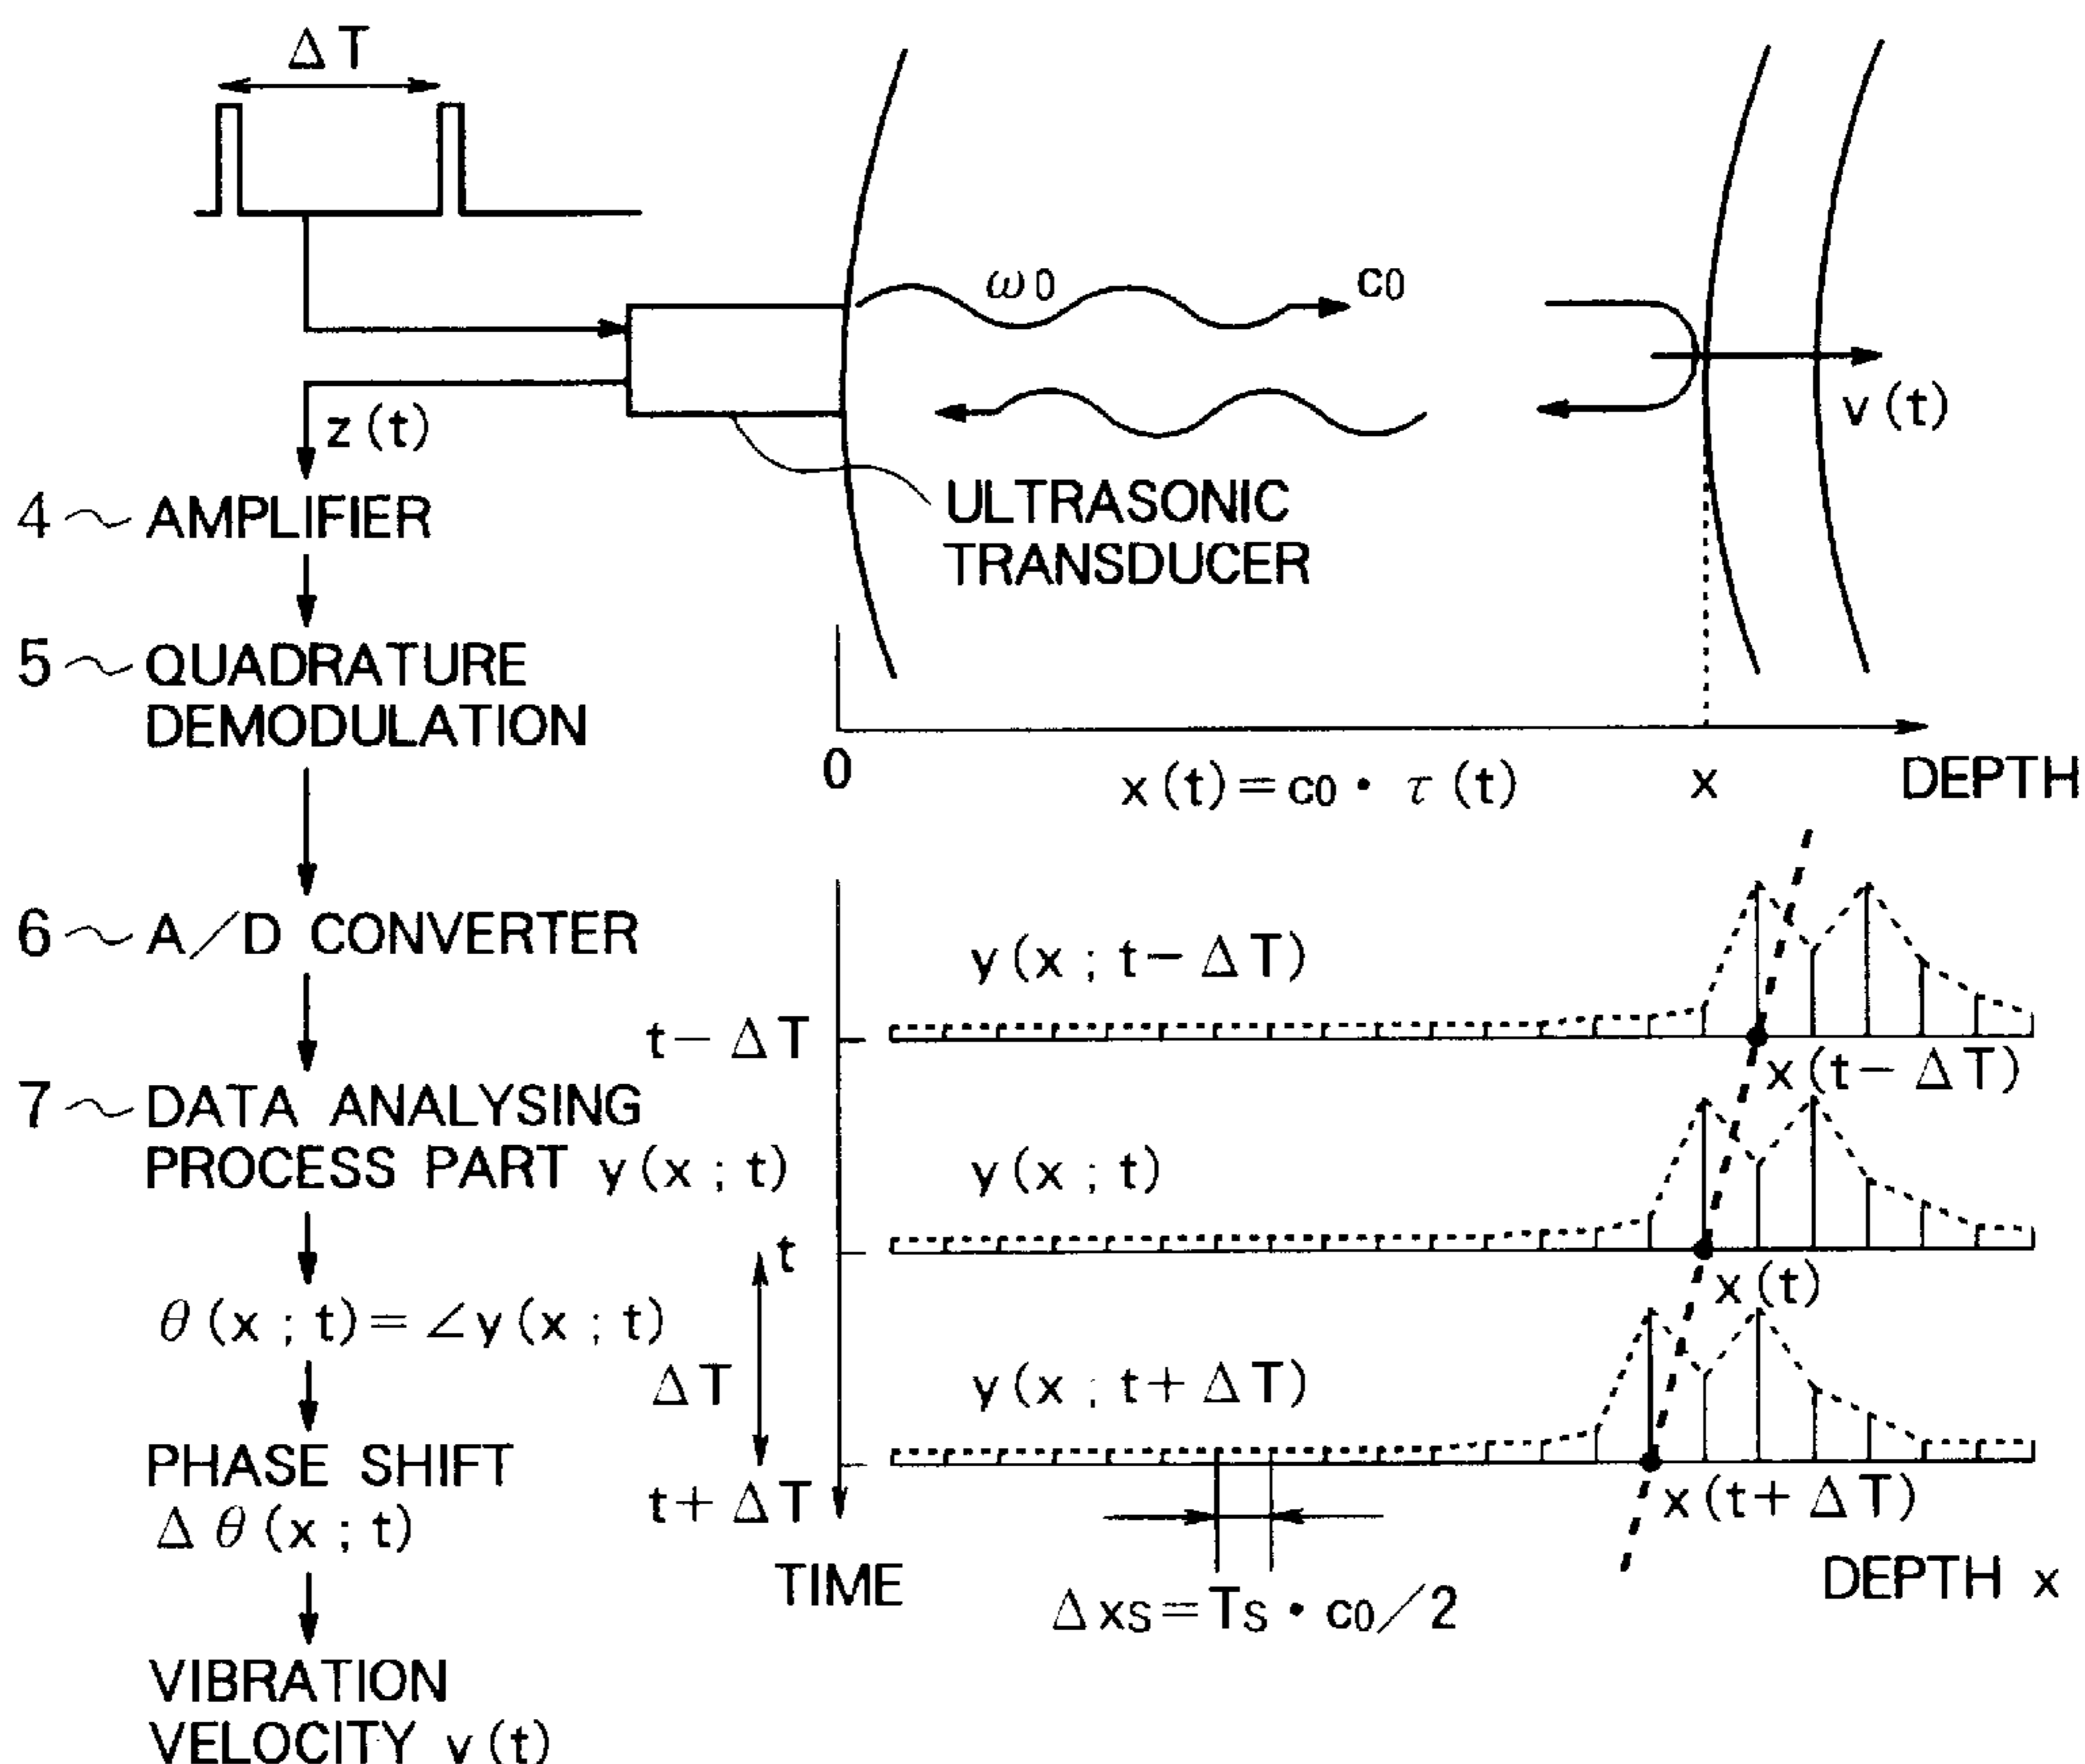 ΔT
ω0
c0
v(t)
z(t)
4 AMPLIFIER
ULTRASONIC
TRANSDUCER
5 QUADRATURE
DEMODULATION
0
x(t)=c0・τ(t)
x
DEPTH
6 A/D CONVERTER
y(x;t-ΔT)
t-ΔT
x(t-ΔT)
7 DATA ANALYSING
PROCESS PART y(x;t)
y(x;t)
t
x(t)
θ(x;t)=∠y(x;t)
ΔT
y(x;t+ΔT)
PHASE SHIFT
Δθ(x;t)
t+ΔT
x(t+ΔT)
TIME
DEPTH x
ΔxS=TS・c0/2
VIBRATION
VELOCITY v(t)